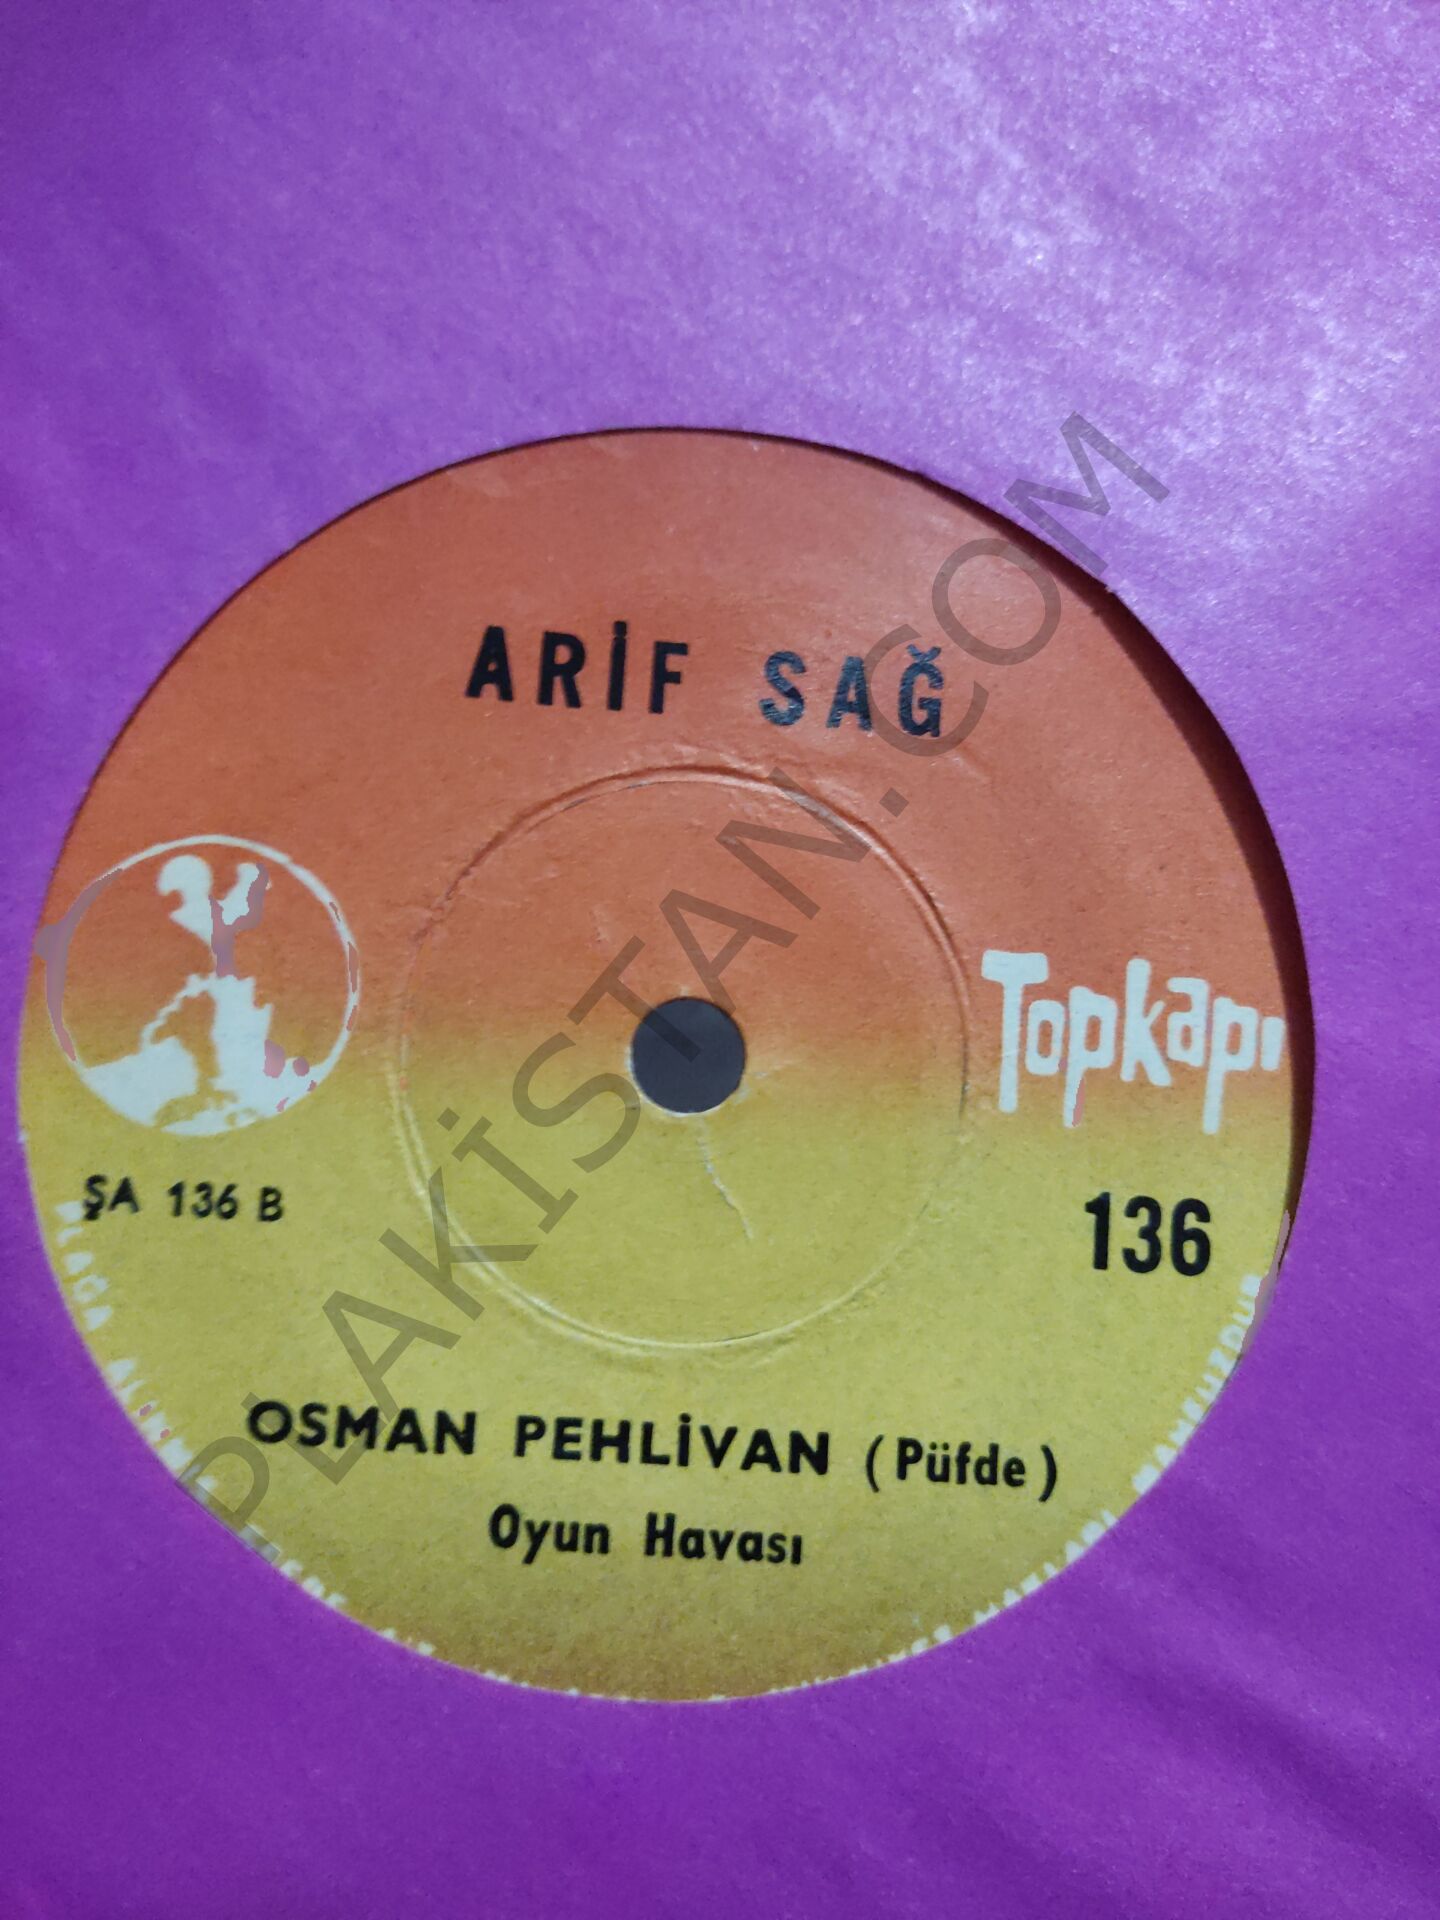 ARİF SAĞ
Topkapı
ŞA 136 B
136
OSMAN PEHLİVAN (Püfde)
Oyun Havası
PLAKİSTAN.COM